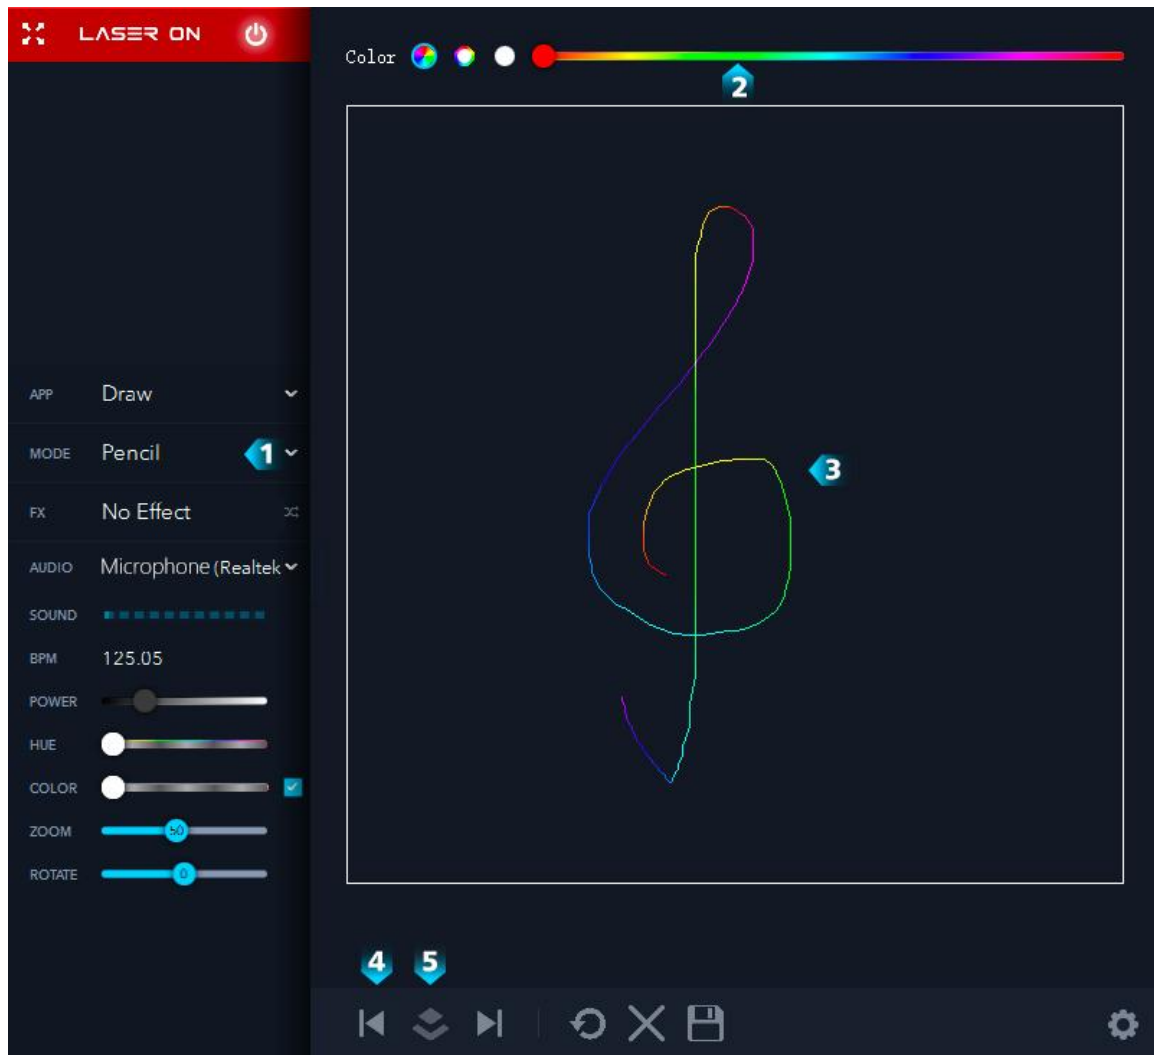 LASER ON
Color
2
APP Draw
MODE Pencil 1
3
FX No Effect
AUDIO Microphone (Realtek
SOUND
BPM 125.05
POWER
HUE
COLOR
ZOOM 50
ROTATE 0
4 5